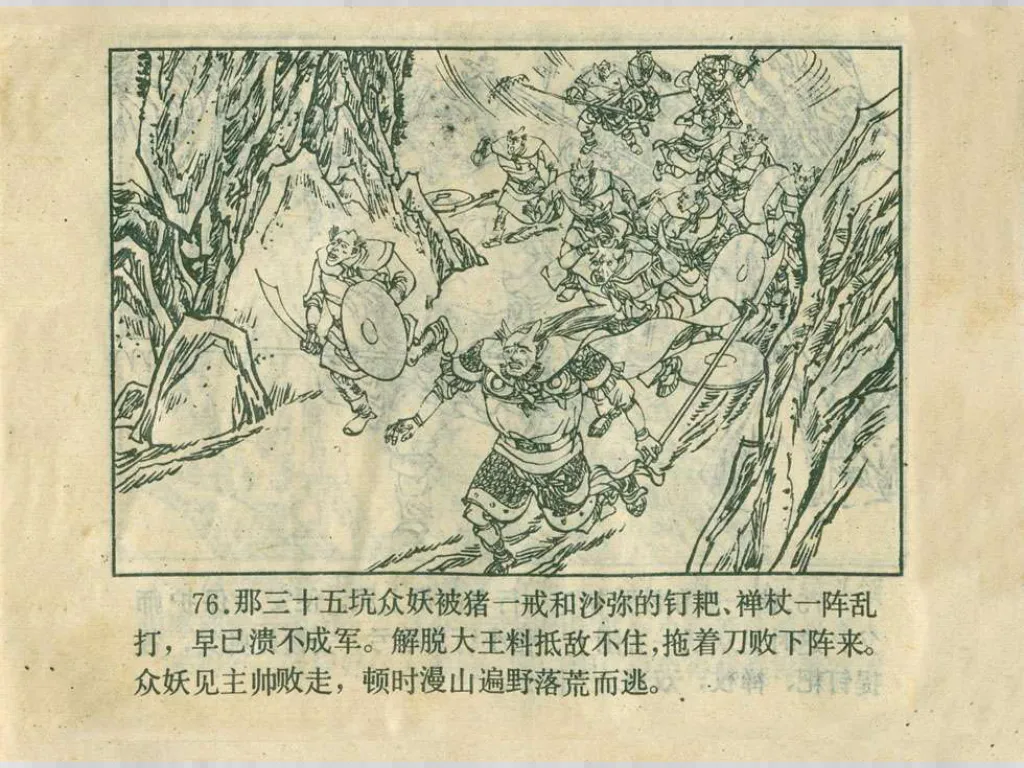 76.那三十五坑众妖被猪一戒和沙弥的钉耙、禅杖一阵乱
打，早已溃不成军。解脱大王料抵敌不住，拖着刀败下阵来。
众妖见主帅败走，顿时漫山遍野落荒而逃。